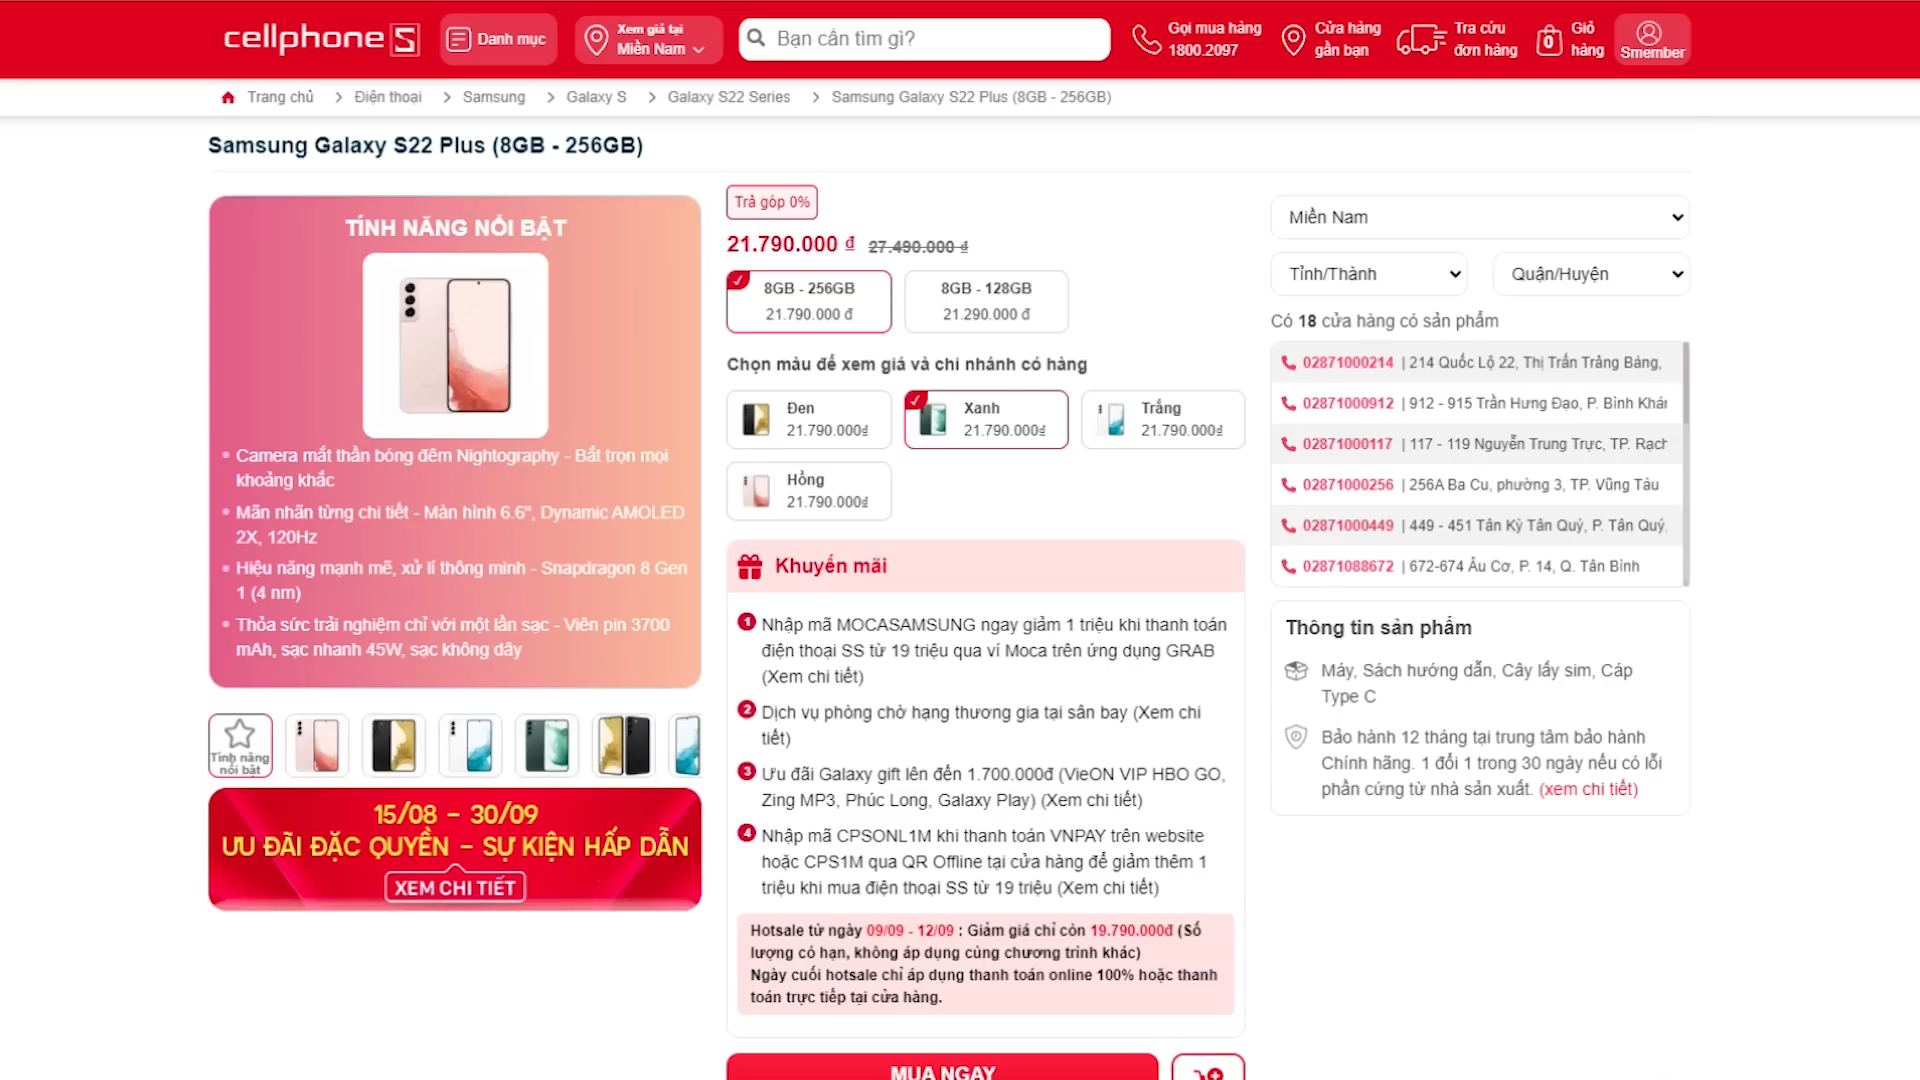 cellphone S
Danh mục
Xem giá tại
Miền Nam
Bạn cần tìm gì?
Gọi mua hàng
1800.2097
Cửa hàng
gần bạn
Tra cứu
đơn hàng
0
Giỏ
hàng
Smember
Trang chủ > Điện thoại > Samsung > Galaxy S > Galaxy S22 Series > Samsung Galaxy S22 Plus (8GB - 256GB)
Samsung Galaxy S22 Plus (8GB - 256GB)
TÍNH NĂNG NỔI BẬT
• Camera mắt thần bóng đêm Nightography - Bắt trọn mọi
khoảng khắc
• Mãn nhãn từng chi tiết - Màn hình 6.6", Dynamic AMOLED
2X, 120Hz
• Hiệu năng mạnh mẽ, xử lí thông minh - Snapdragon 8 Gen
1 (4 nm)
• Thỏa sức trải nghiệm chỉ với một lần sạc - Viên pin 3700
mAh, sạc nhanh 45W, sạc không dây
Tính năng
nổi bật
15/08 - 30/09
ƯU ĐÃI ĐẶC QUYỀN - SỰ KIỆN HẤP DẪN
XEM CHI TIẾT
Trả góp 0%
21.790.000 ₫ 27.490.000 ₫
8GB - 256GB
21.790.000 đ
8GB - 128GB
21.290.000 đ
Chọn màu để xem giá và chi nhánh có hàng
Đen
21.790.000₫
Xanh
21.790.000₫
Trắng
21.790.000₫
Hồng
21.790.000₫
Khuyến mãi
1 Nhập mã MOCASAMSUNG ngay giảm 1 triệu khi thanh toán
điện thoại SS từ 19 triệu qua ví Moca trên ứng dụng GRAB
(Xem chi tiết)
2 Dịch vụ phòng chờ hạng thương gia tại sân bay (Xem chi
tiết)
3 Ưu đãi Galaxy gift lên đến 1.700.000đ (VieON VIP HBO GO,
Zing MP3, Phúc Long, Galaxy Play) (Xem chi tiết)
4 Nhập mã CPSONL1M khi thanh toán VNPAY trên website
hoặc CPS1M qua QR Offline tại cửa hàng để giảm thêm 1
triệu khi mua điện thoại SS từ 19 triệu (Xem chi tiết)
Hotsale từ ngày 09/09 - 12/09 : Giảm giá chỉ còn 19.790.000đ (Số
lượng có hạn, không áp dụng cùng chương trình khác)
Ngày cuối hotsale chỉ áp dụng thanh toán online 100% hoặc thanh
toán trực tiếp tại cửa hàng.
MUA NGAY
Miền Nam
Tỉnh/Thành
Quận/Huyện
Có 18 cửa hàng có sản phẩm
02871000214 | 214 Quốc Lộ 22, Thị Trấn Trảng Bàng,
02871000912 | 912 - 915 Trần Hưng Đạo, P. Bình Khán
02871000117 | 117 - 119 Nguyễn Trung Trực, TP. Rạch
02871000256 | 256A Ba Cu, phường 3, TP. Vũng Tàu
02871000449 | 449 - 451 Tân Kỳ Tân Quý, P. Tân Quý,
02871088672 | 672-674 Âu Cơ, P. 14, Q. Tân Bình
Thông tin sản phẩm
Máy, Sách hướng dẫn, Cây lấy sim, Cáp
Type C
Bảo hành 12 tháng tại trung tâm bảo hành
Chính hãng. 1 đổi 1 trong 30 ngày nếu có lỗi
phần cứng từ nhà sản xuất. (xem chi tiết)